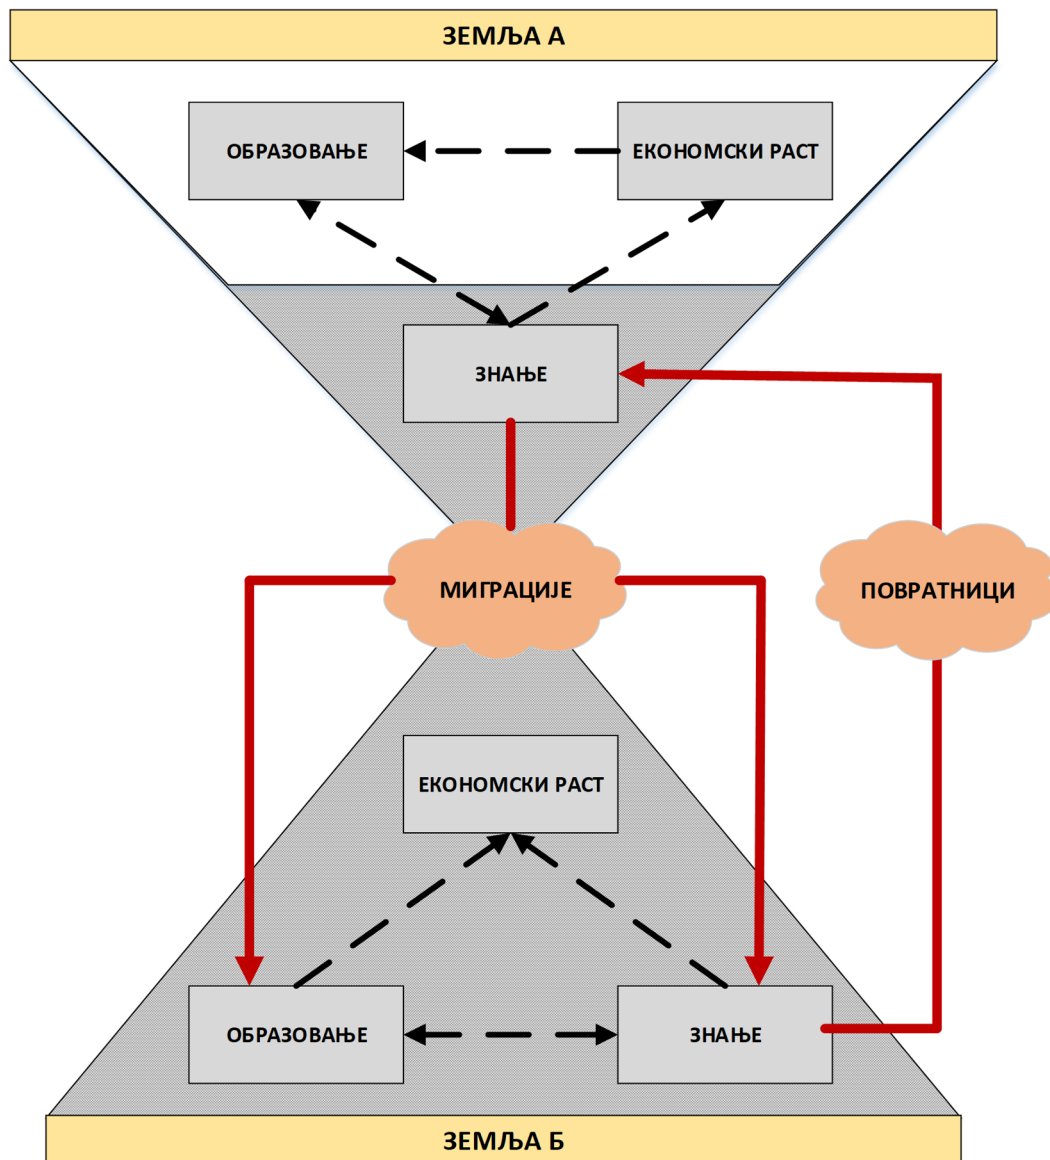 ЗЕМЉА А
ОБРАЗОВАЊЕ
ЕКОНОМСКИ РАСТ
ЗНАЊЕ
МИГРАЦИЈЕ
ПОВРАТНИЦИ
ЕКОНОМСКИ РАСТ
ОБРАЗОВАЊЕ
ЗНАЊЕ
ЗЕМЉА Б